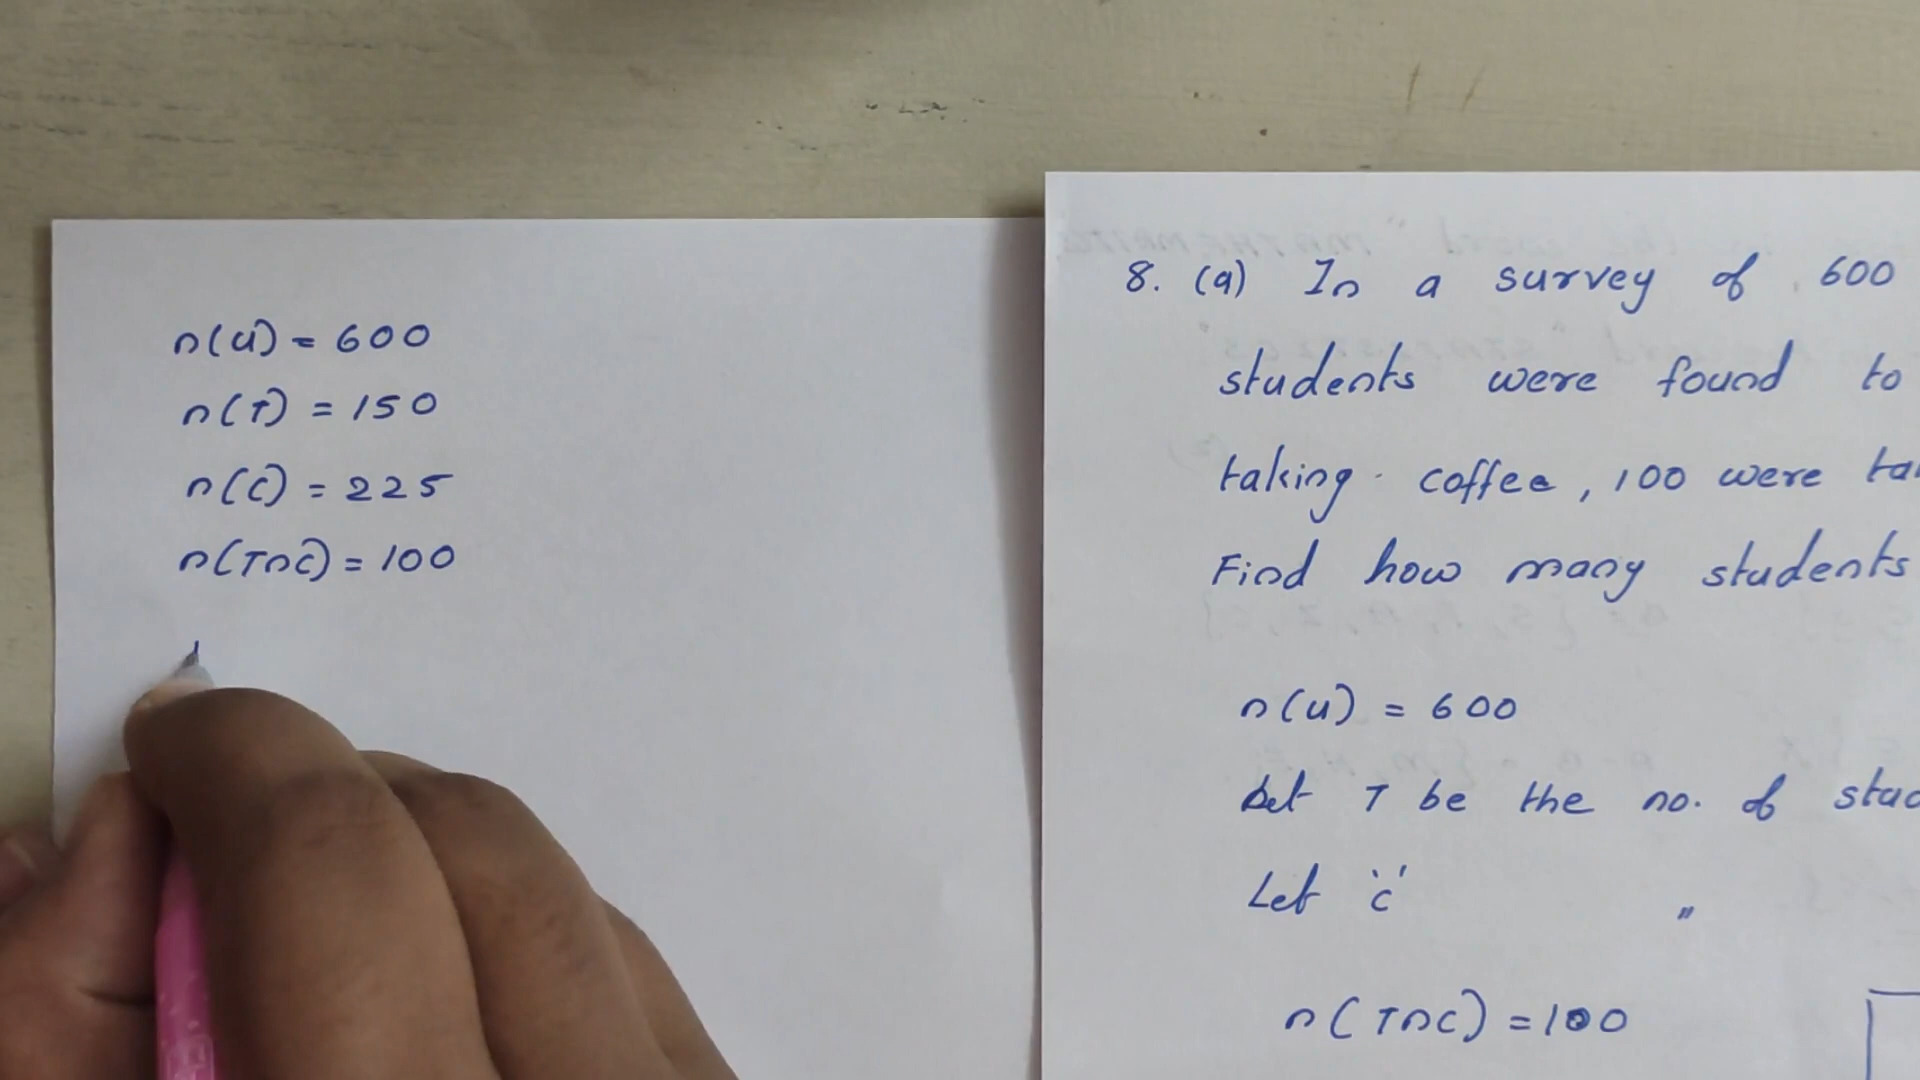 n(U) = 600
n(T) = 150
n(C) = 225
n(T∩C) = 100
8. (a) In a survey of 600
students were found to
taking coffee, 100 were
Find how many students
n(U) = 600
Let T be the no. of
Let 'c' "
n(T∩C) = 100